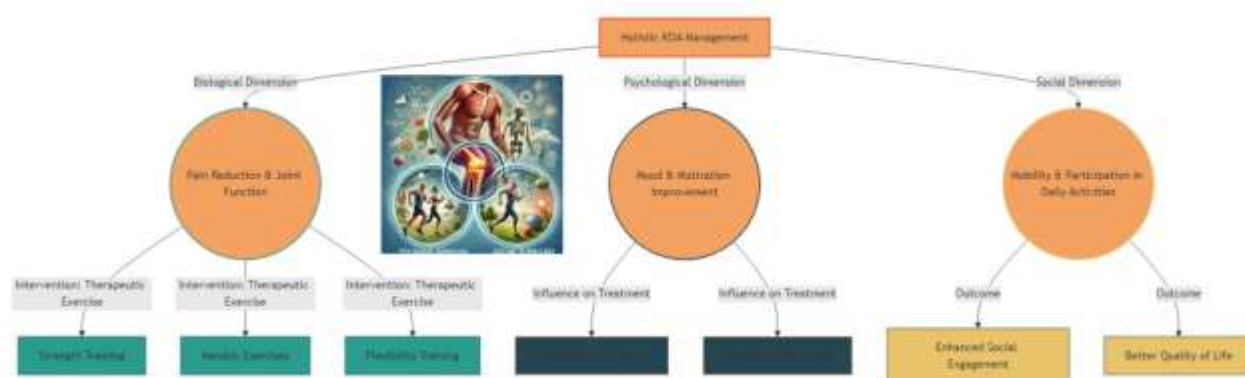 Holistic KOA Management
Biological Dimension
Psychological Dimension
Social Dimension
Pain Reduction & Joint
Function
Mood & Motivation
Improvement
Mobility & Participation in
Daily Activities
Intervention: Therapeutic
Exercise
Intervention: Therapeutic
Exercise
Intervention: Therapeutic
Exercise
Influence on Treatment
Influence on Treatment
Outcome
Outcome
Strength Training
Aerobic Exercises
Flexibility Training
Enhanced Social
Engagement
Better Quality of Life